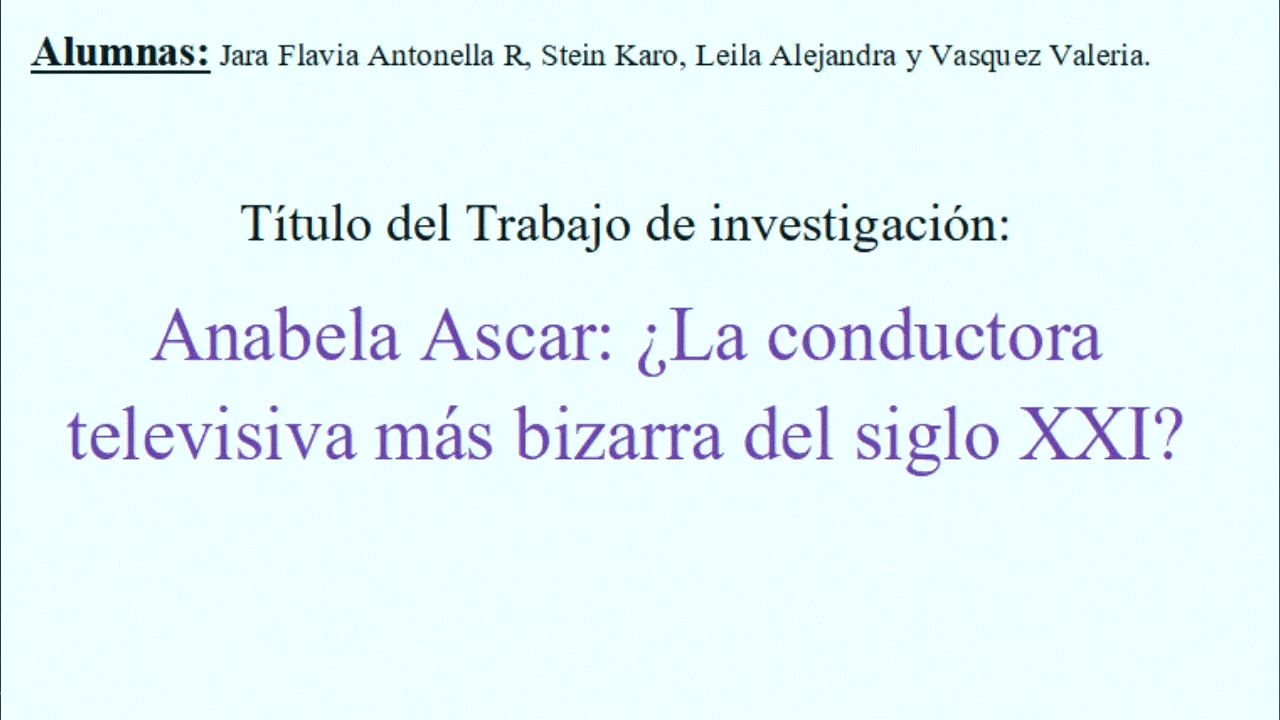 Alumnas: Jara Flavia Antonella R, Stein Karo, Leila Alejandra y Vasquez Valeria.
Título del Trabajo de investigación:
Anabela Ascar: ¿La conductora
televisiva más bizarra del siglo XXI?